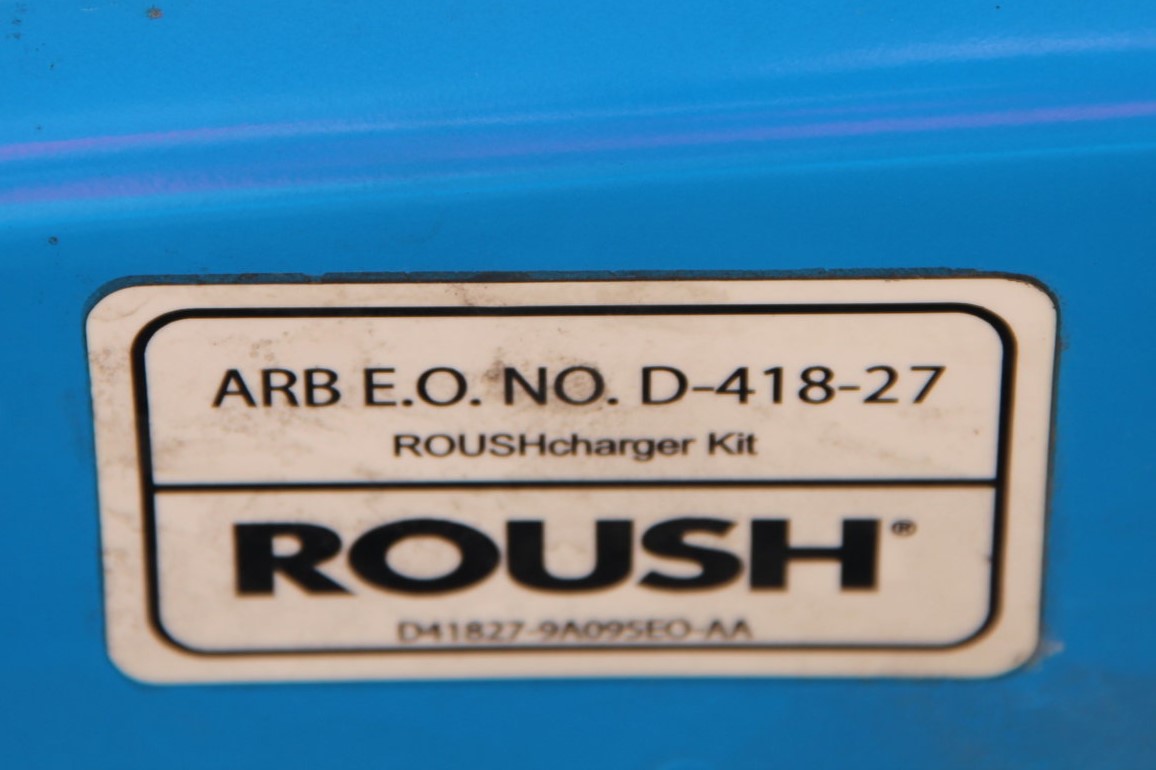 ARB E.O. NO. D-418-27
ROUSHcharger Kit
ROUSH®
D41827-9A095EO-AA